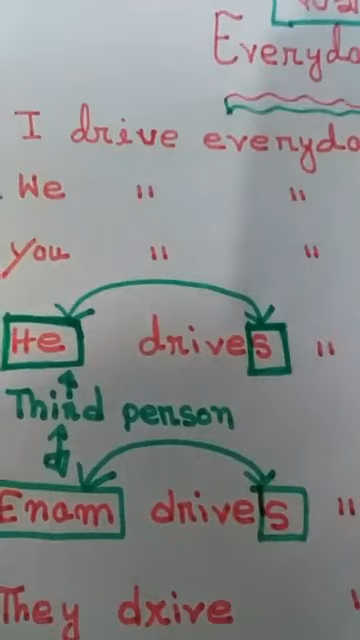 Everyda
I drive everyda
We " "
You " "
He drives "
Third person
Enam drives "
They drive "